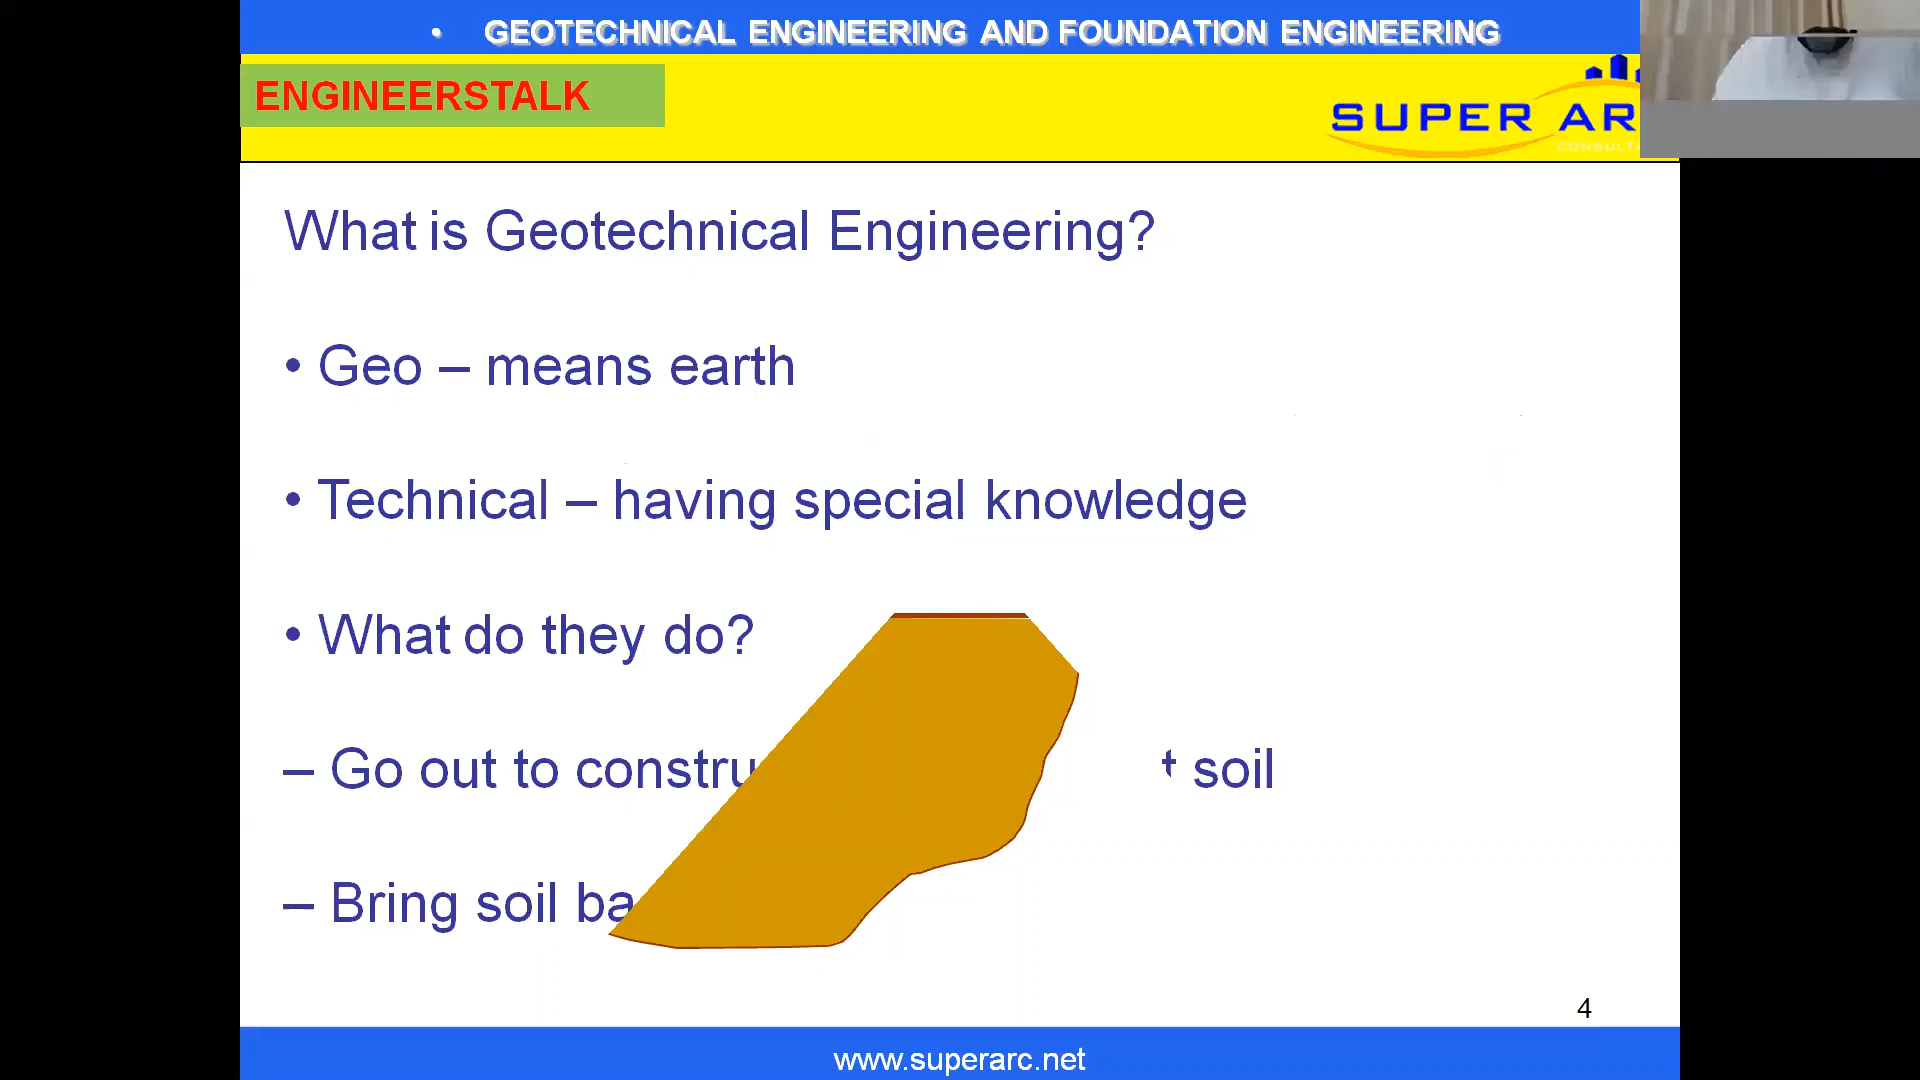 • GEOTECHNICAL ENGINEERING AND FOUNDATION ENGINEERING
ENGINEERSTALK
SUPER AR
CONSULT
What is Geotechnical Engineering?
• Geo – means earth
• Technical – having special knowledge
• What do they do?
– Go out to constru t soil
– Bring soil ba
4
www.superarc.net